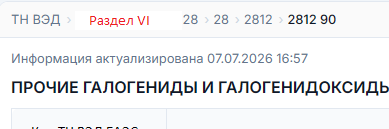 ТН ВЭД > Раздел VI 28 > 28 > 2812 > 2812 90
Информация актуализирована 07.07.2026 16:57
ПРОЧИЕ ГАЛОГЕНИДЫ И ГАЛОГЕНИДОКСИДЫ